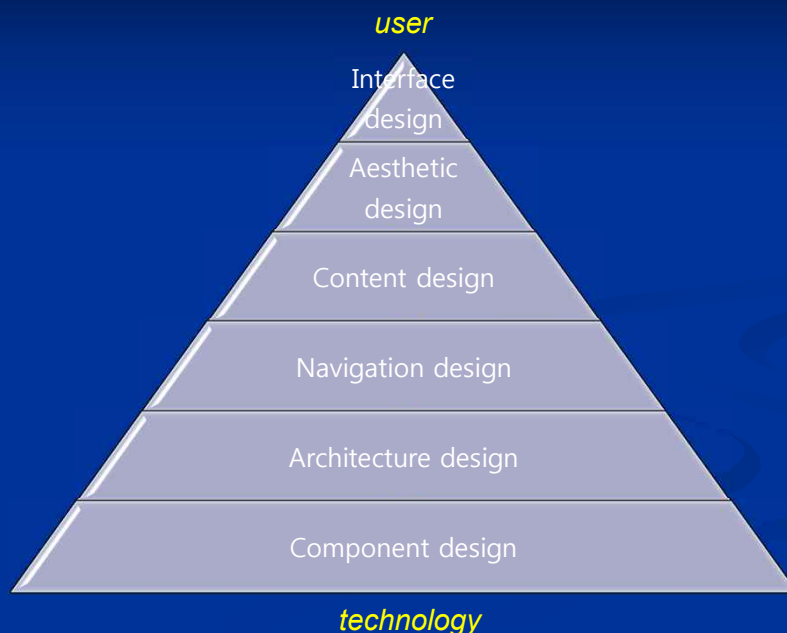 user
Interface
design
Aesthetic
design
Content design
Navigation design
Architecture design
Component design
technology